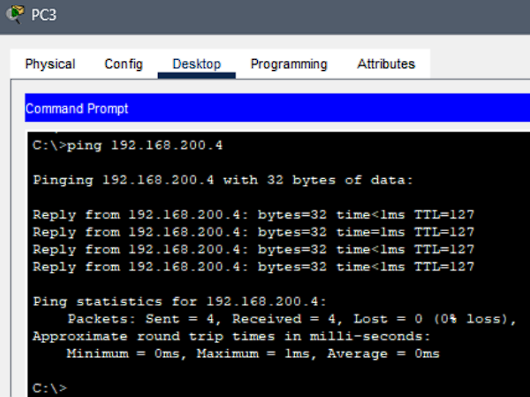 PC3
Physical Config Desktop Programming Attributes
Command Prompt
C:\>ping 192.168.200.4
Pinging 192.168.200.4 with 32 bytes of data:
Reply from 192.168.200.4: bytes=32 time<1ms TTL=127
Reply from 192.168.200.4: bytes=32 time=1ms TTL=127
Reply from 192.168.200.4: bytes=32 time<1ms TTL=127
Reply from 192.168.200.4: bytes=32 time<1ms TTL=127
Ping statistics for 192.168.200.4:
Packets: Sent = 4, Received = 4, Lost = 0 (0% loss),
Approximate round trip times in milli-seconds:
Minimum = 0ms, Maximum = 1ms, Average = 0ms
C:\>